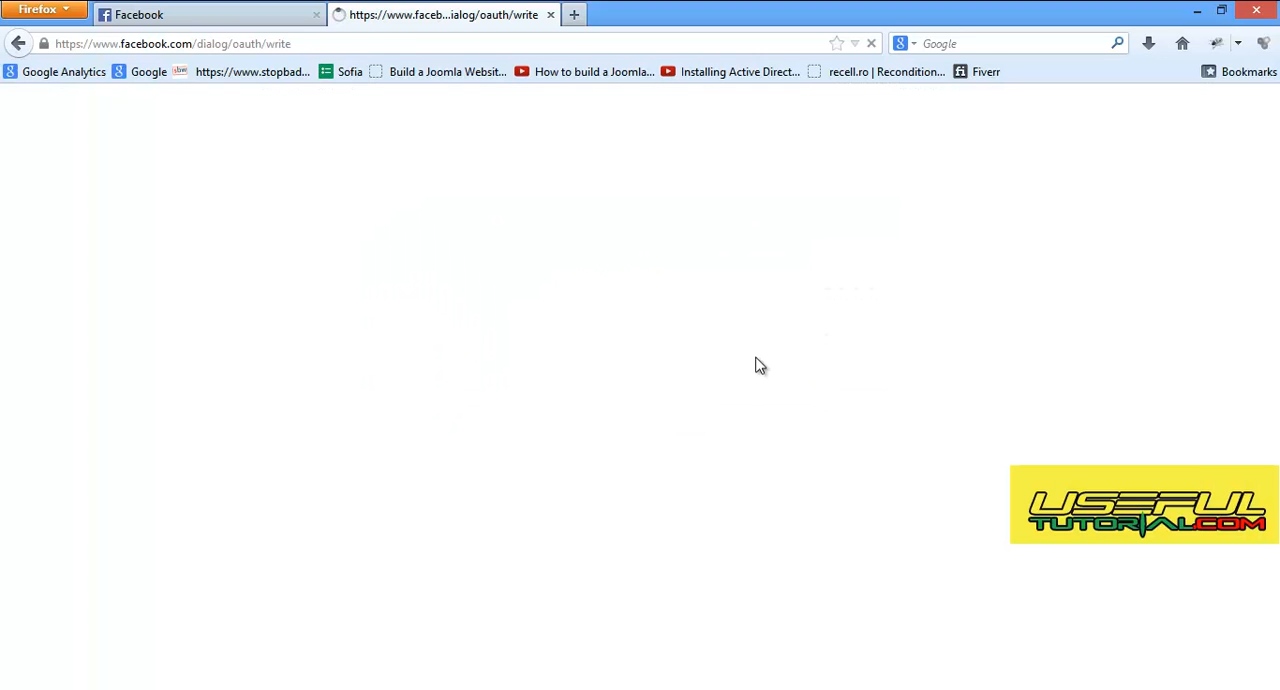 Firefox
Facebook
https://www.faceb...ialog/oauth/write
https://www.facebook.com/dialog/oauth/write
Google
Google Analytics
Google
https://www.stopbad...
Sofia
Build a Joomla Websit...
How to build a Joomla...
Installing Active Direct...
recell.ro | Recondition...
Fiverr
Bookmarks
USEFUL
TUTORIAL.COM